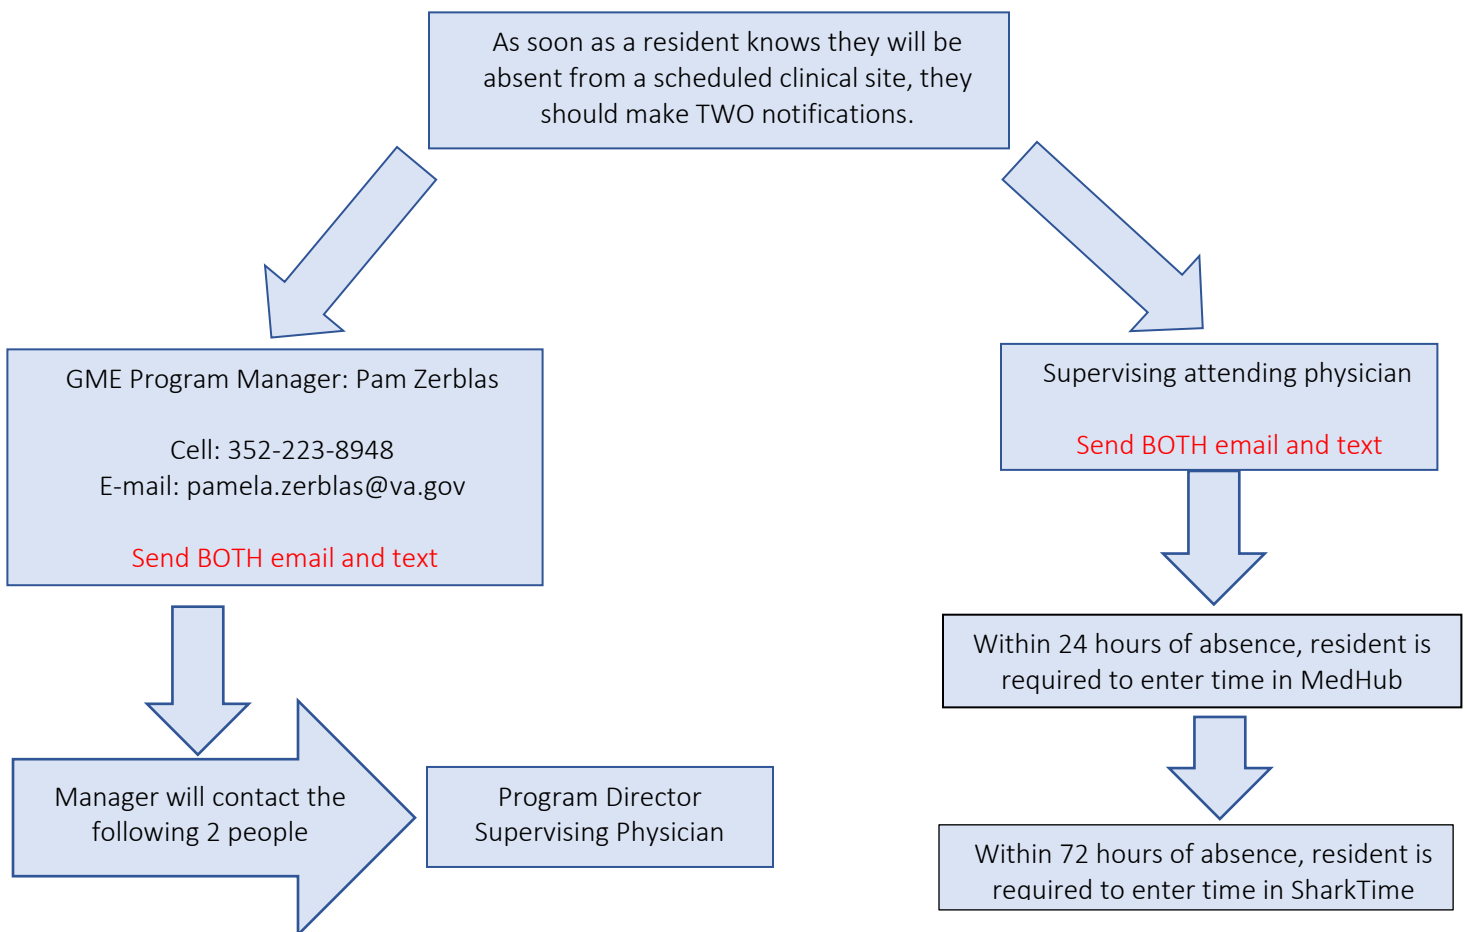 As soon as a resident knows they will be
absent from a scheduled clinical site, they
should make TWO notifications.
GME Program Manager: Pam Zerblas
Cell: 352-223-8948
E-mail: pamela.zerblas@va.gov
Send BOTH email and text
Supervising attending physician
Send BOTH email and text
Within 24 hours of absence, resident is
required to enter time in MedHub
Manager will contact the
following 2 people
Program Director
Supervising Physician
Within 72 hours of absence, resident is
required to enter time in SharkTime